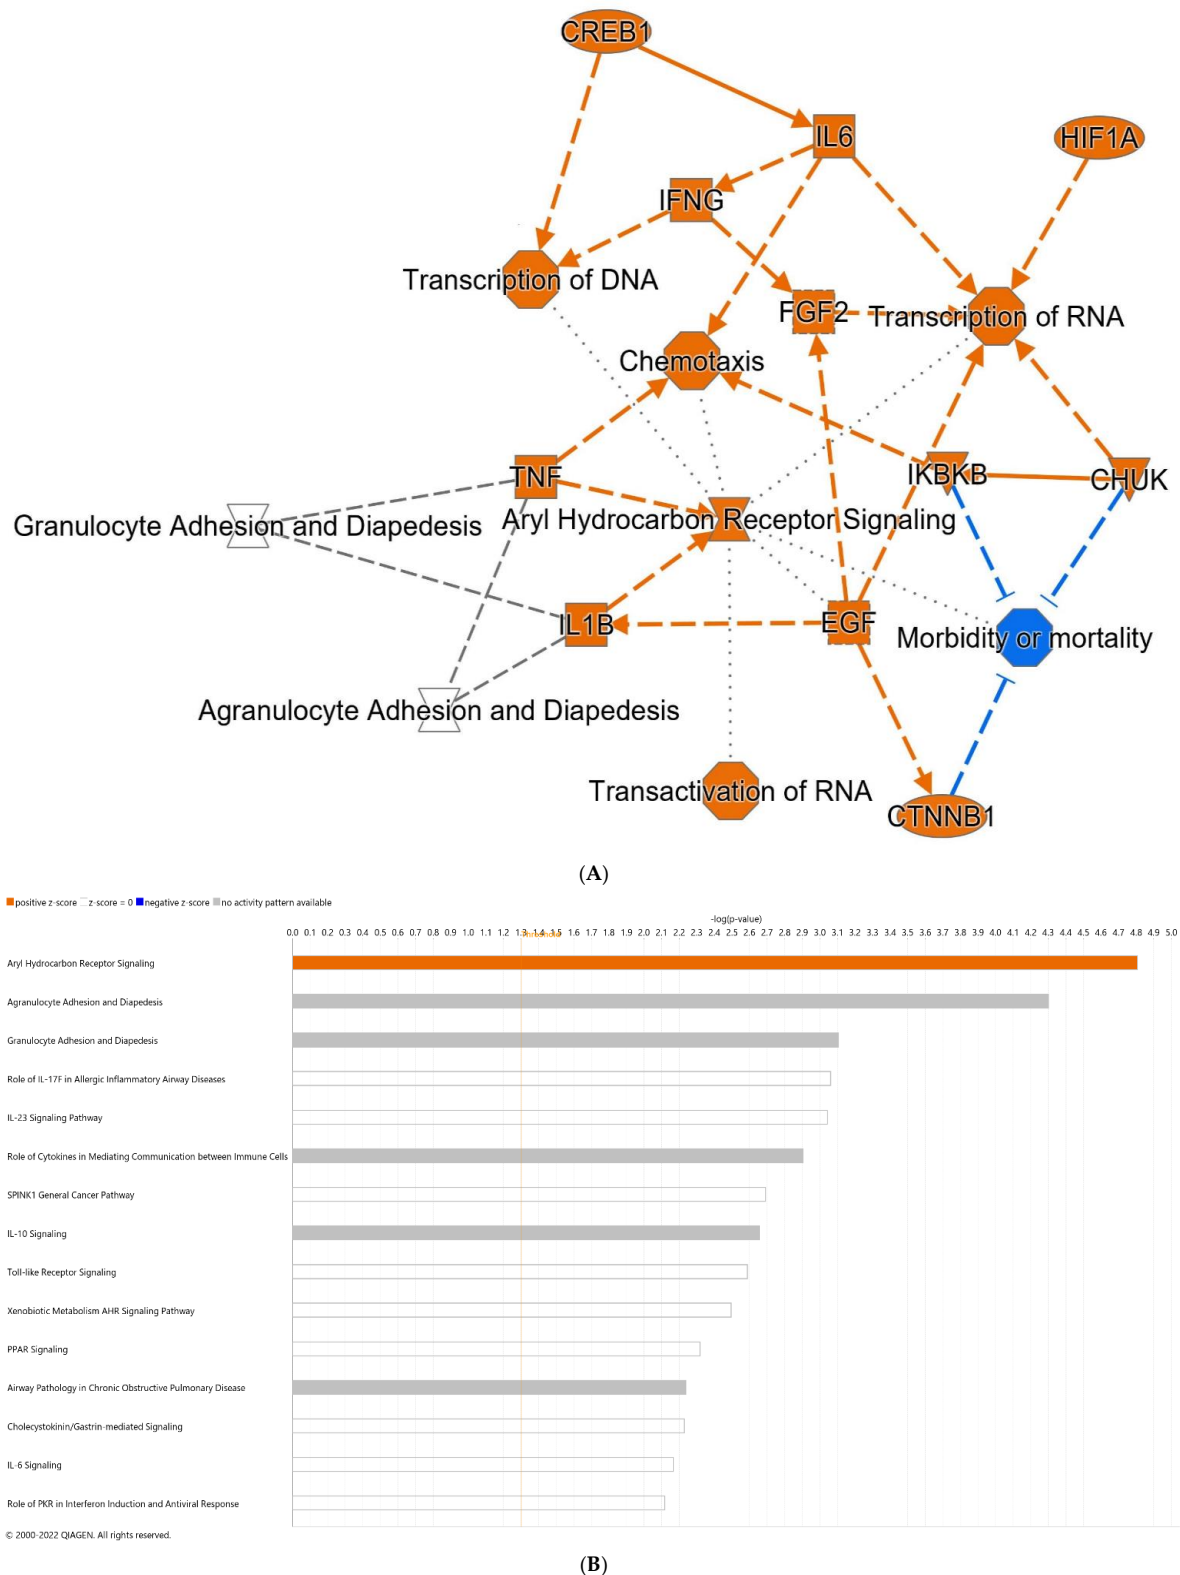 CREB1
IL6
HIF1A
IFNG
Transcription of DNA
FGF2
Transcription of RNA
Chemotaxis
TNF
IKBKB
CHUK
Granulocyte Adhesion and Diapedesis
Aryl Hydrocarbon Receptor Signaling
IL1B
EGF
Morbidity or mortality
Agranulocyte Adhesion and Diapedesis
Transactivation of RNA
CTNNB1
(A)
positive z-score z-score = 0 negative z-score no activity pattern available
-log(p-value)
0.0 0.1 0.2 0.3 0.4 0.5 0.6 0.7 0.8 0.9 1.0 1.1 1.2 1.3 1.4 1.5 1.6 1.7 1.8 1.9 2.0 2.1 2.2 2.3 2.4 2.5 2.6 2.7 2.8 2.9 3.0 3.1 3.2 3.3 3.4 3.5 3.6 3.7 3.8 3.9 4.0 4.1 4.2 4.3 4.4 4.5 4.6 4.7 4.8 4.9 5.0
Threshold
Aryl Hydrocarbon Receptor Signaling
Agranulocyte Adhesion and Diapedesis
Granulocyte Adhesion and Diapedesis
Role of IL-17F in Allergic Inflammatory Airway Diseases
IL-23 Signaling Pathway
Role of Cytokines in Mediating Communication between Immune Cells
SPINK1 General Cancer Pathway
IL-10 Signaling
Toll-like Receptor Signaling
Xenobiotic Metabolism AHR Signaling Pathway
PPAR Signaling
Airway Pathology in Chronic Obstructive Pulmonary Disease
Cholecystokinin/Gastrin-mediated Signaling
IL-6 Signaling
Role of PKR in Interferon Induction and Antiviral Response
© 2000-2022 QIAGEN. All rights reserved.
(B)